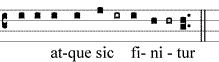 at-que sic fi- ni - tur